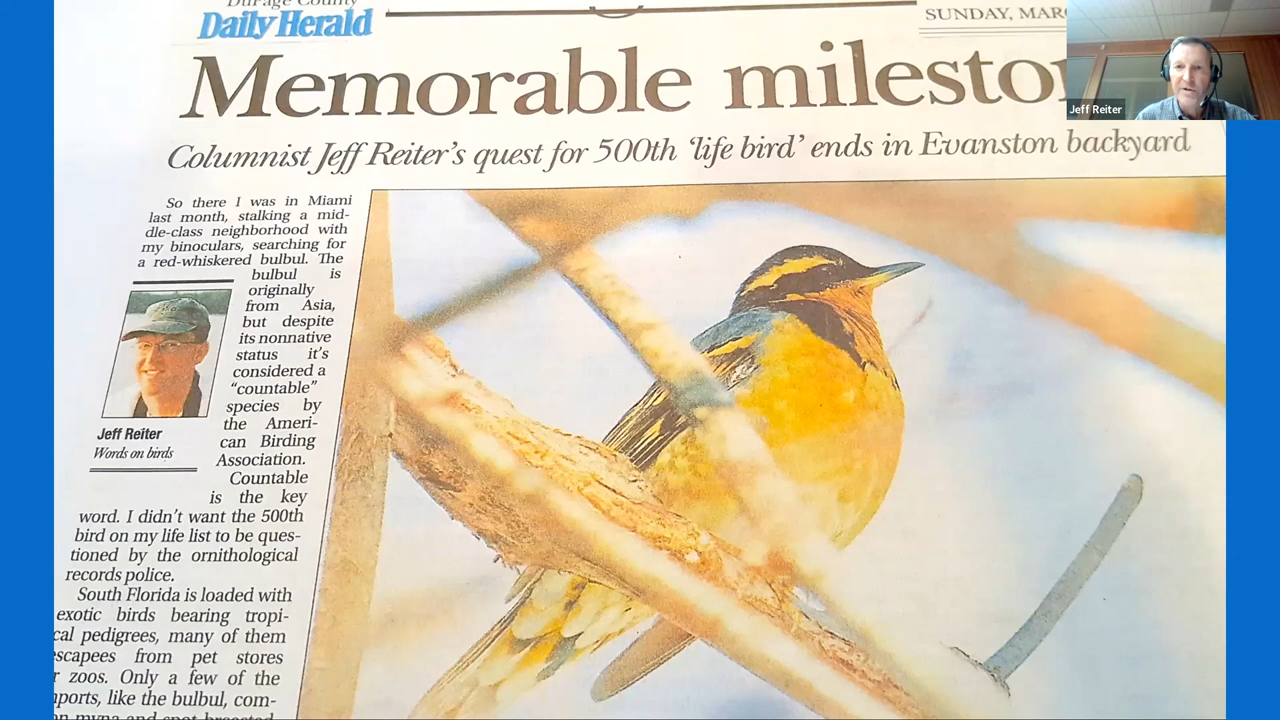 DuPage County
Daily Herald
SUNDAY,
Memorable
Jeff Reiter
Columnist Jeff Reiter's quest for 500th 'life bird' ends in Evanston backyard
So there I was in Miami
last month, stalking a mid-
dle-class neighborhood with
my binoculars, searching for
a red-whiskered bulbul. The
bulbul is
originally
from Asia,
but despite
its nonnative
status it's
considered a
"countable"
species by
the Ameri-
can Birding
Association.
Countable
is the key
word. I didn't want the 500th
bird on my life list to be ques-
tioned by the ornithological
records police.
Jeff Reiter
Words on birds
South Florida is loaded with
exotic birds bearing tropi-
cal pedigrees, many of them
escapees from pet stores
zoos. Only a few of the
like the bulbul, com-
myna and